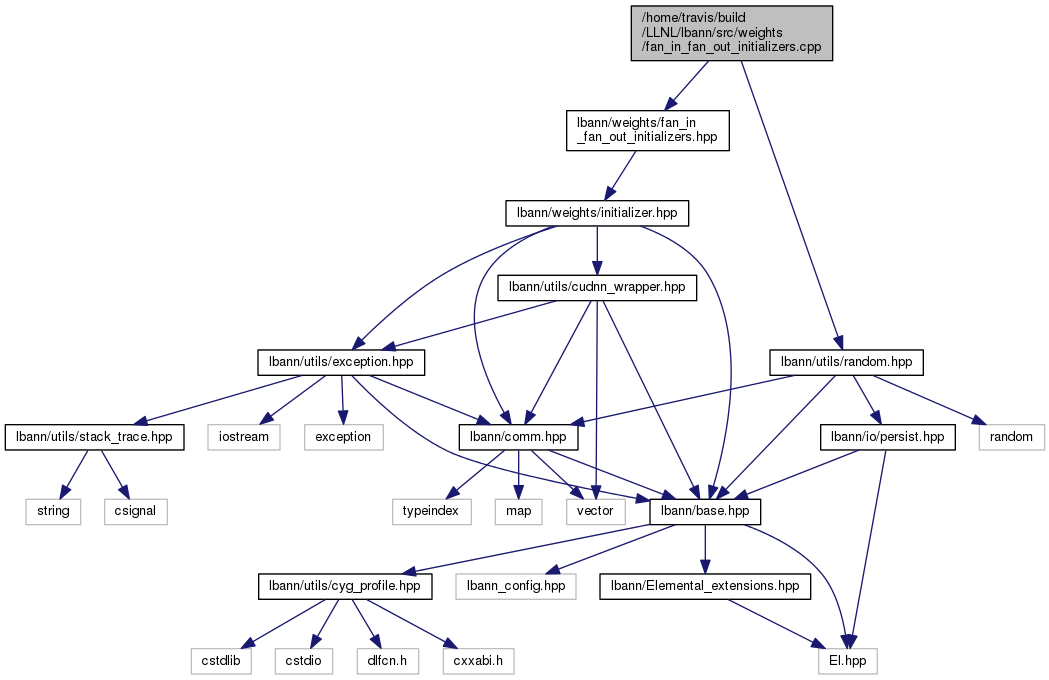 /home/travis/build
/LLNL/lbann/src/weights
/fan_in_fan_out_initializers.cpp
lbann/weights/fan_in
_fan_out_initializers.hpp
lbann/weights/initializer.hpp
lbann/utils/cudnn_wrapper.hpp
lbann/utils/exception.hpp
lbann/utils/random.hpp
lbann/utils/stack_trace.hpp
iostream
exception
lbann/comm.hpp
lbann/io/persist.hpp
random
string
csignal
typeindex
map
vector
lbann/base.hpp
lbann/utils/cyg_profile.hpp
lbann_config.hpp
lbann/Elemental_extensions.hpp
cstdlib
cstdio
dlfcn.h
cxxabi.h
El.hpp